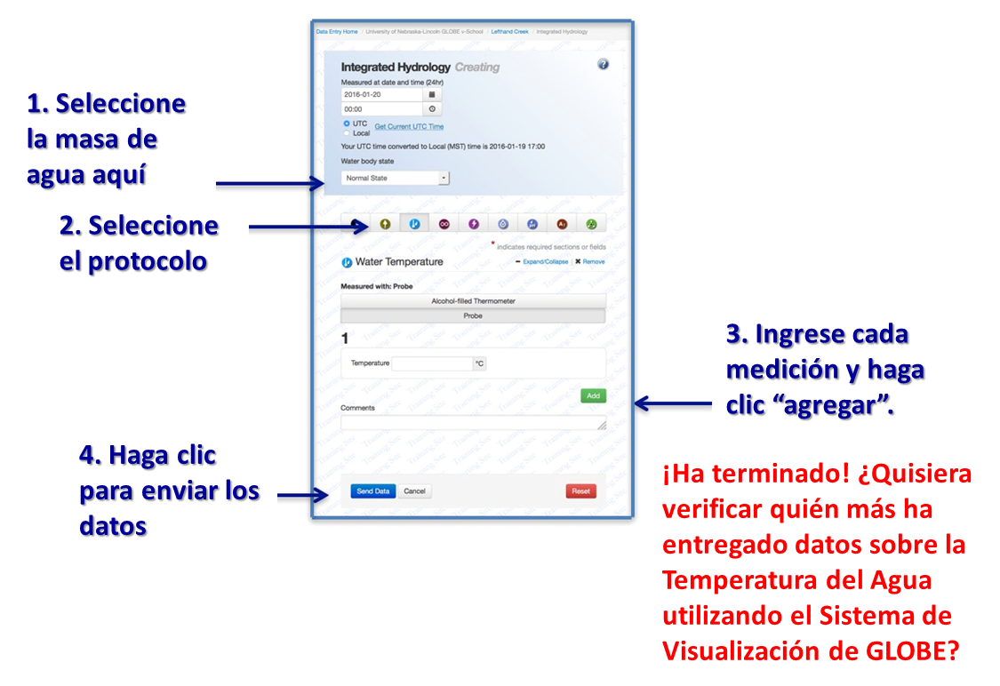 Data Entry Home / University of Nebraska-Lincoln GLOBE v-School / Lefthand Creek / Integrated Hydrology
Integrated Hydrology Creating
?
Measured at date and time (24hr)
2016-01-20
00:00
UTC
Local
Get Current UTC Time
Your UTC time converted to Local (MST) time is 2016-01-19 17:00
Water body state
Normal State
1. Seleccione
la masa de
agua aquí
2. Seleccione
el protocolo
* indicates required sections or fields
Water Temperature
Expand/Collapse | ✖ Remove
Measured with: Probe
Alcohol-filled Thermometer
Probe
1
Temperature
°C
Add
Comments
3. Ingrese cada
medición y haga
clic “agregar”.
4. Haga clic
para enviar los
datos
Send Data
Cancel
Reset
¡Ha terminado! ¿Quisiera
verificar quién más ha
entregado datos sobre la
Temperatura del Agua
utilizando el Sistema de
Visualización de GLOBE?
Training Site